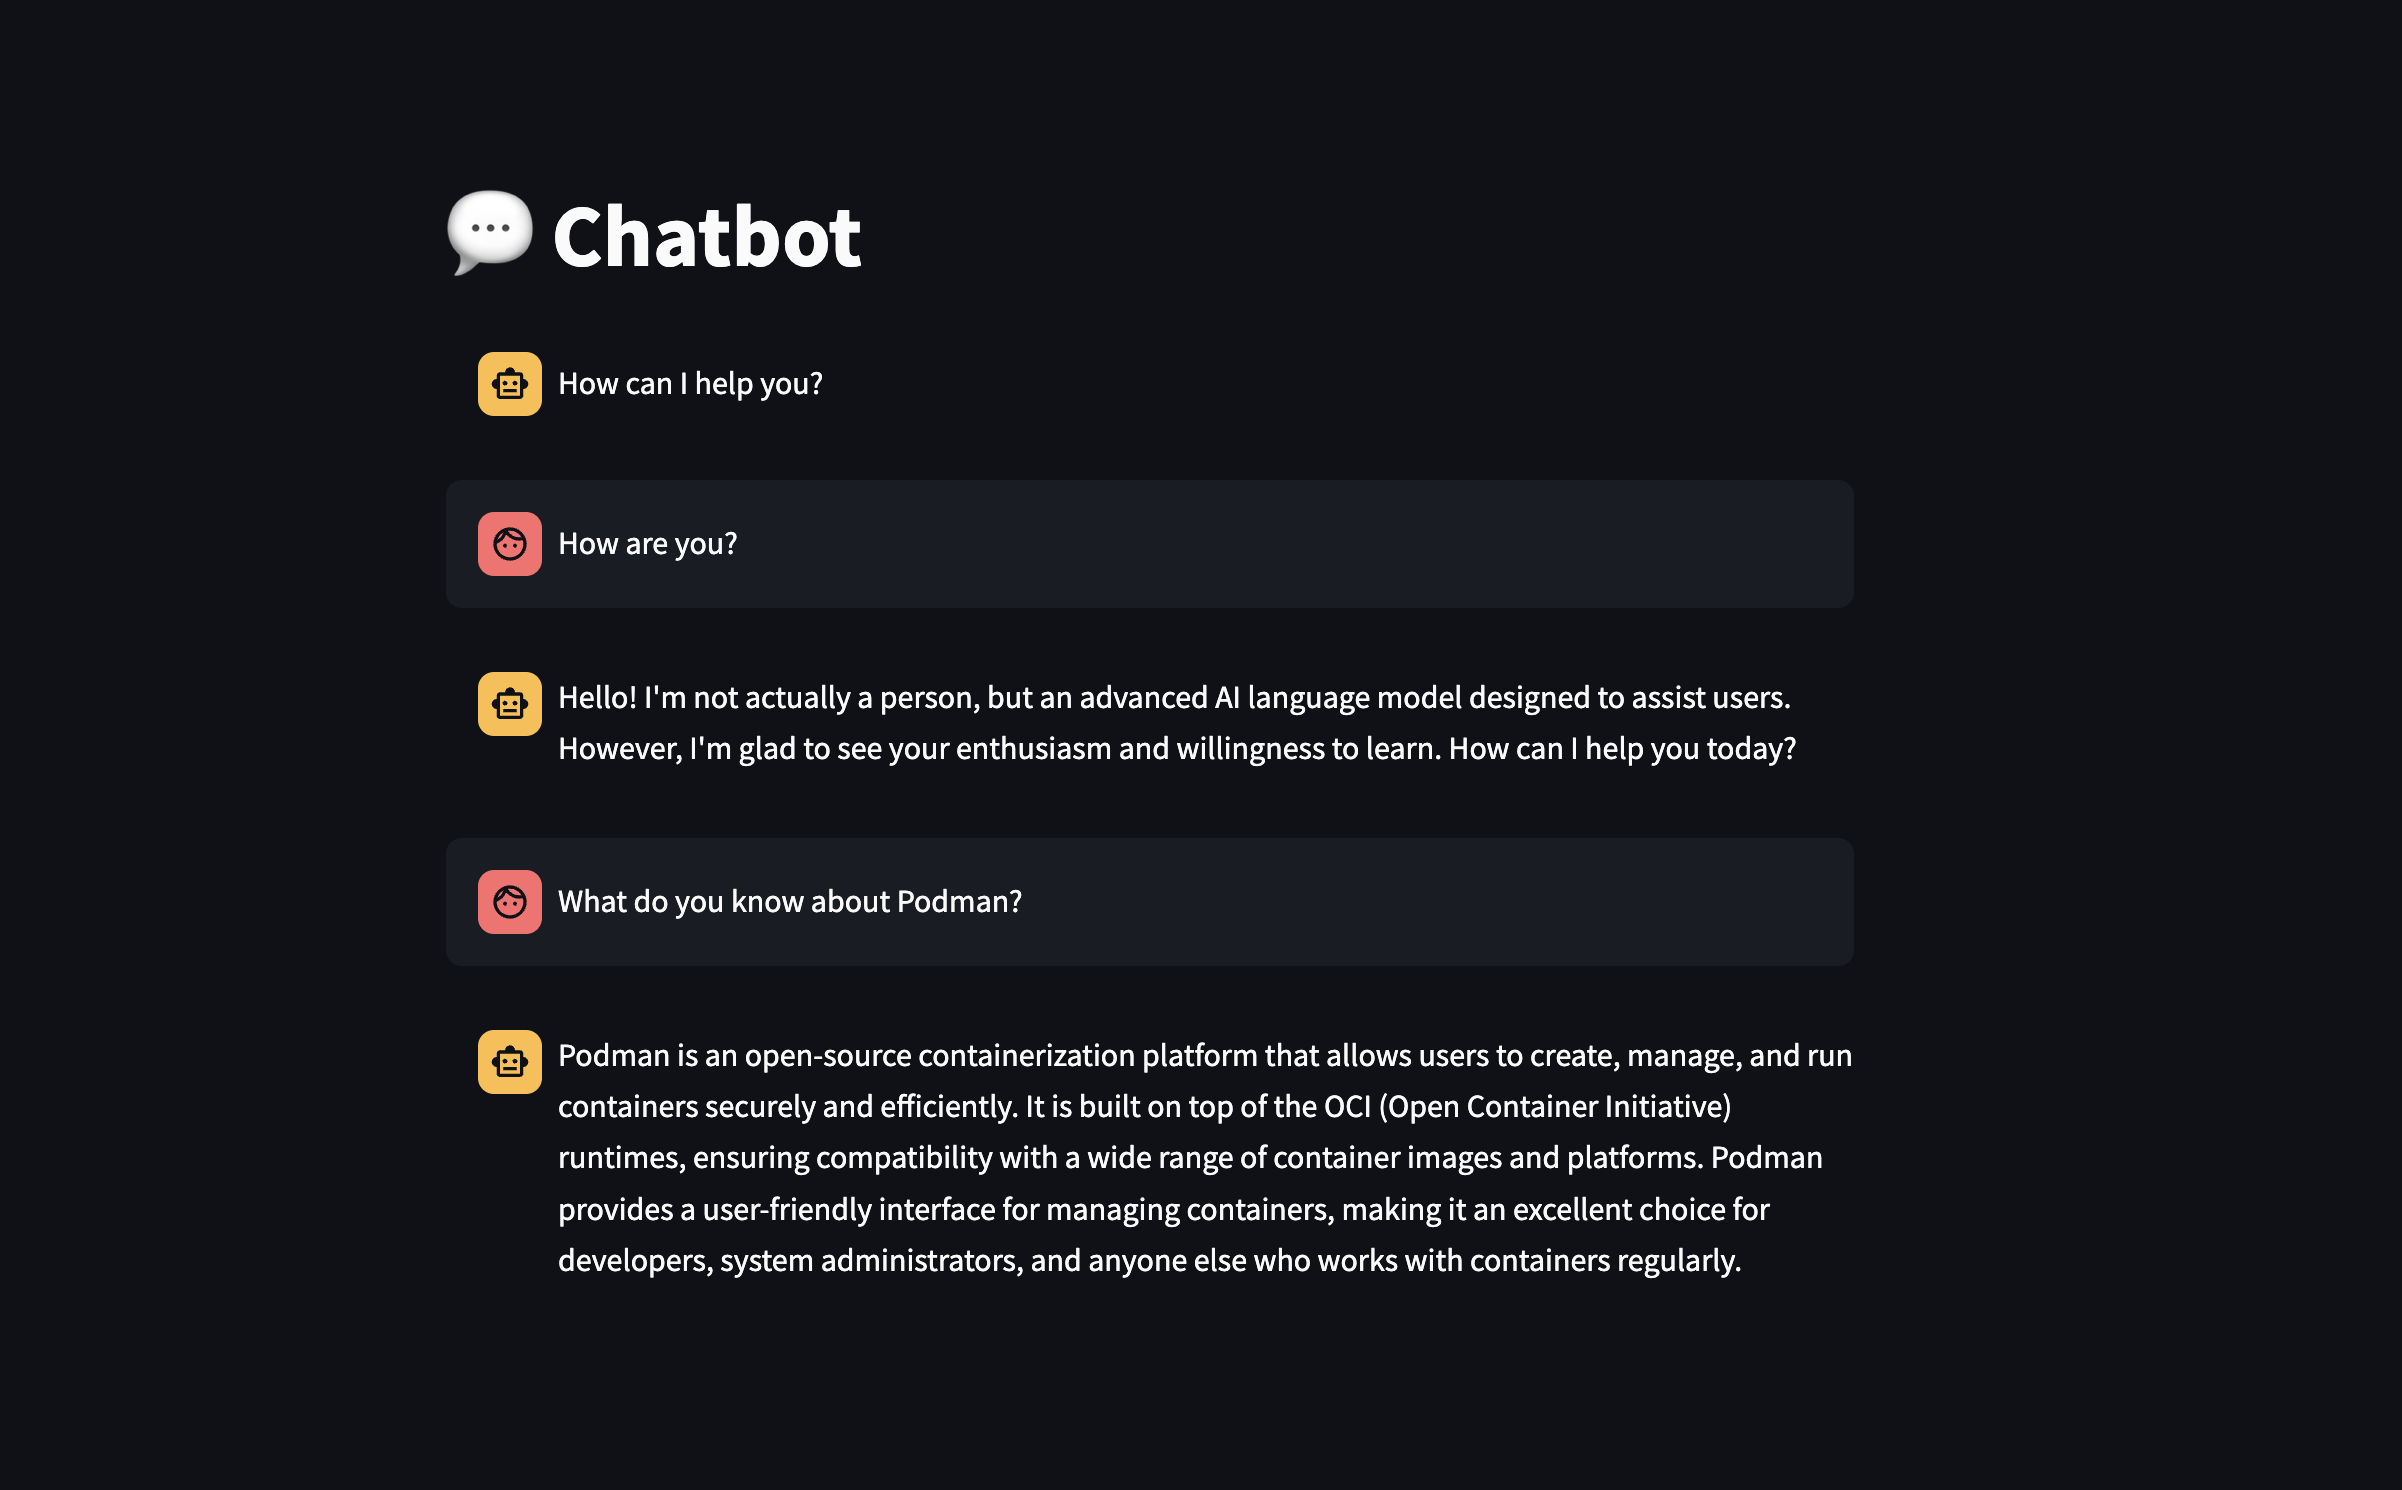 💬 Chatbot
How can I help you?
How are you?
Hello! I'm not actually a person, but an advanced AI language model designed to assist users.
However, I'm glad to see your enthusiasm and willingness to learn. How can I help you today?
What do you know about Podman?
Podman is an open-source containerization platform that allows users to create, manage, and run
containers securely and efficiently. It is built on top of the OCI (Open Container Initiative)
runtimes, ensuring compatibility with a wide range of container images and platforms. Podman
provides a user-friendly interface for managing containers, making it an excellent choice for
developers, system administrators, and anyone else who works with containers regularly.